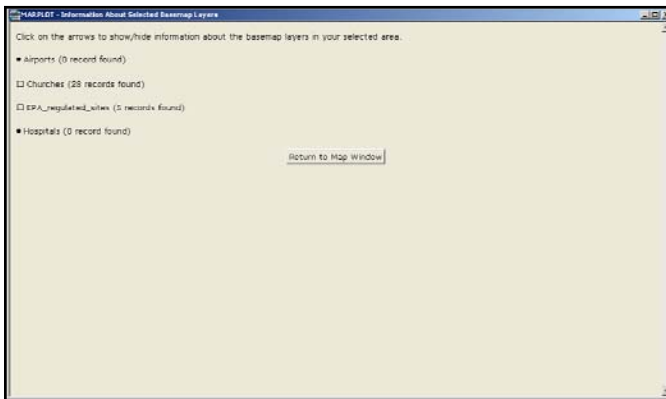 MARPLOT - Information About Selected Basemap Layers
Click on the arrows to show/hide information about the basemap layers in your selected area.
Airports (0 record found)
Churches (28 records found)
EPA_regulated_sites (5 records found)
Hospitals (0 record found)
Return to Map Window